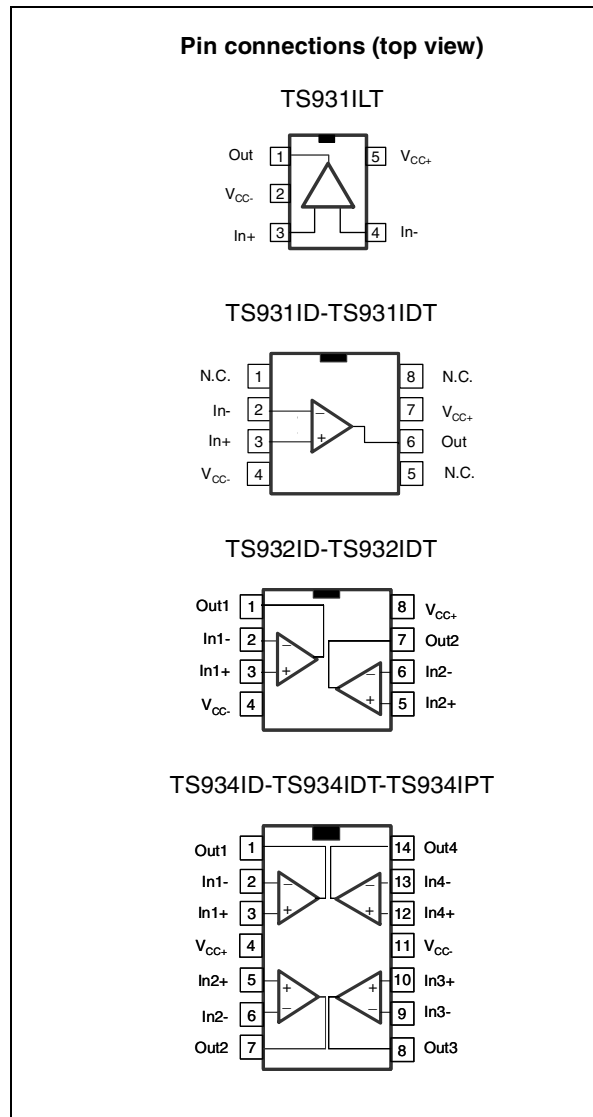 Pin connections (top view)
TS931ILT
Out 1 5 VCC+
VCC- 2
In+ 3 4 In-
TS931ID-TS931IDT
N.C. 1 8 N.C.
In- 2 − 7 VCC+
In+ 3 + 6 Out
VCC- 4 5 N.C.
TS932ID-TS932IDT
Out1 1 8 VCC+
In1- 2 − 7 Out2
In1+ 3 + − 6 In2-
VCC- 4 + 5 In2+
TS934ID-TS934IDT-TS934IPT
Out1 1 14 Out4
In1- 2 − − 13 In4-
In1+ 3 + + 12 In4+
VCC+ 4 11 VCC-
In2+ 5 + + 10 In3+
In2- 6 − − 9 In3-
Out2 7 8 Out3